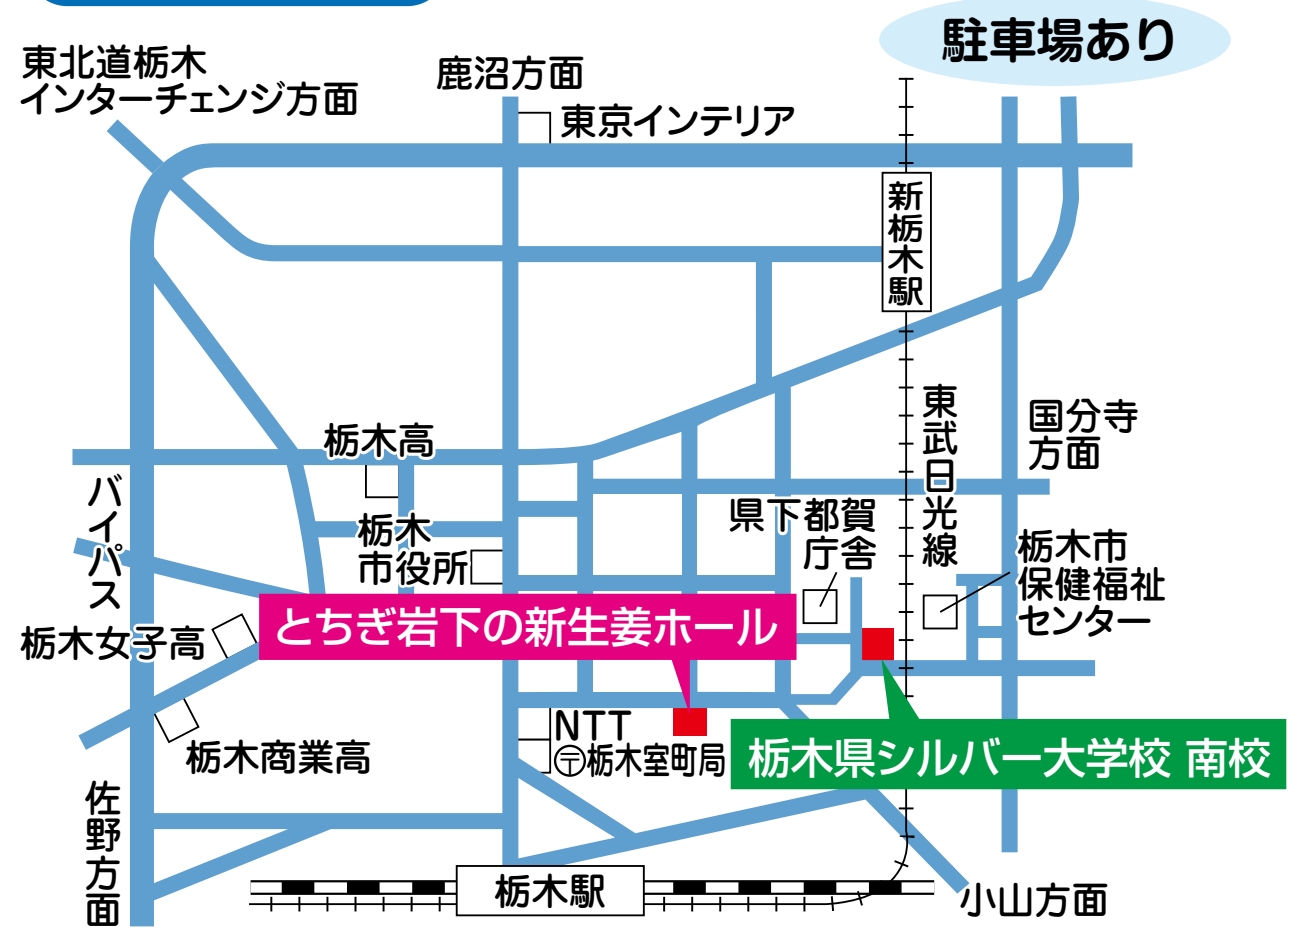 駐車場あり
東北道栃木
インターチェンジ方面
鹿沼方面
東京インテリア
新栃木駅
東武日光線
国分寺
方面
栃木高
バイパス
栃木
市役所
県下都賀
庁舎
栃木市
保健福祉
センター
とちぎ岩下の新生姜ホール
栃木女子高
栃木商業高
NTT
〶栃木室町局
栃木県シルバー大学校 南校
佐野方面
栃木駅
小山方面